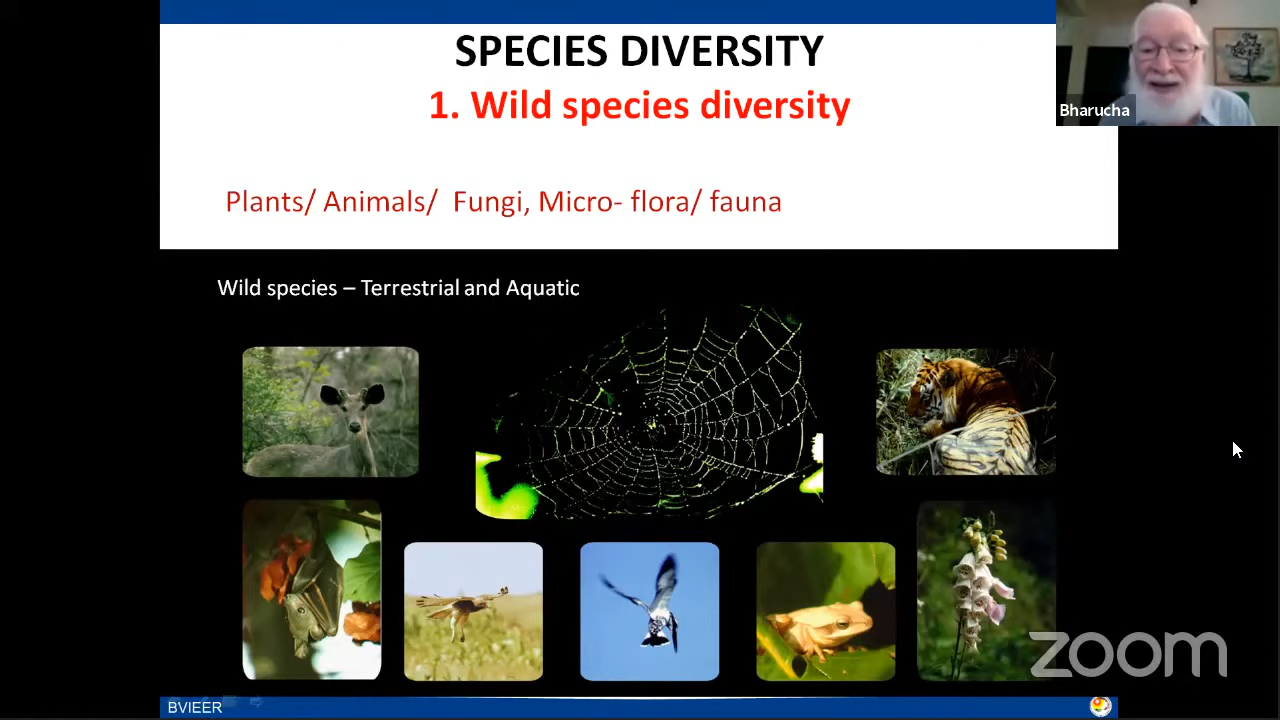 SPECIES DIVERSITY
1. Wild species diversity
Bharucha
Plants/ Animals/  Fungi, Micro- flora/ fauna
Wild species – Terrestrial and Aquatic
zoom
BVIEER